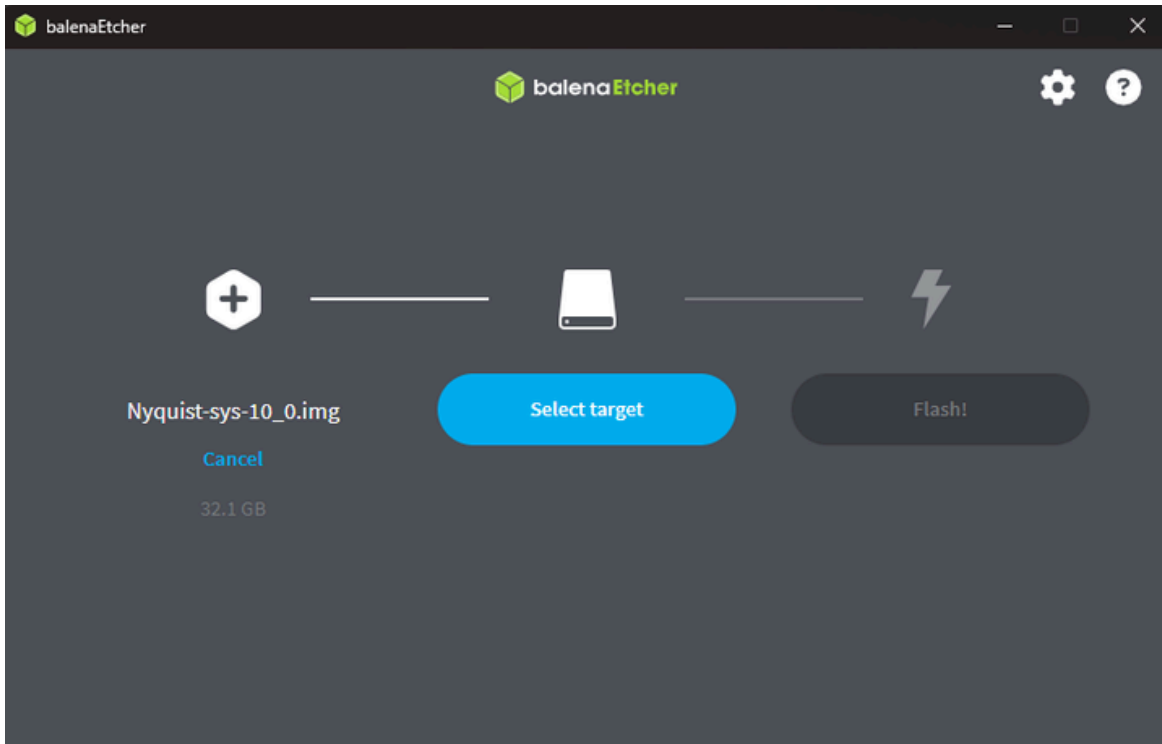 balenaEtcher
balenaEtcher
?
Nyquist-sys-10_0.img
Select target
Flash!
Cancel
32.1 GB